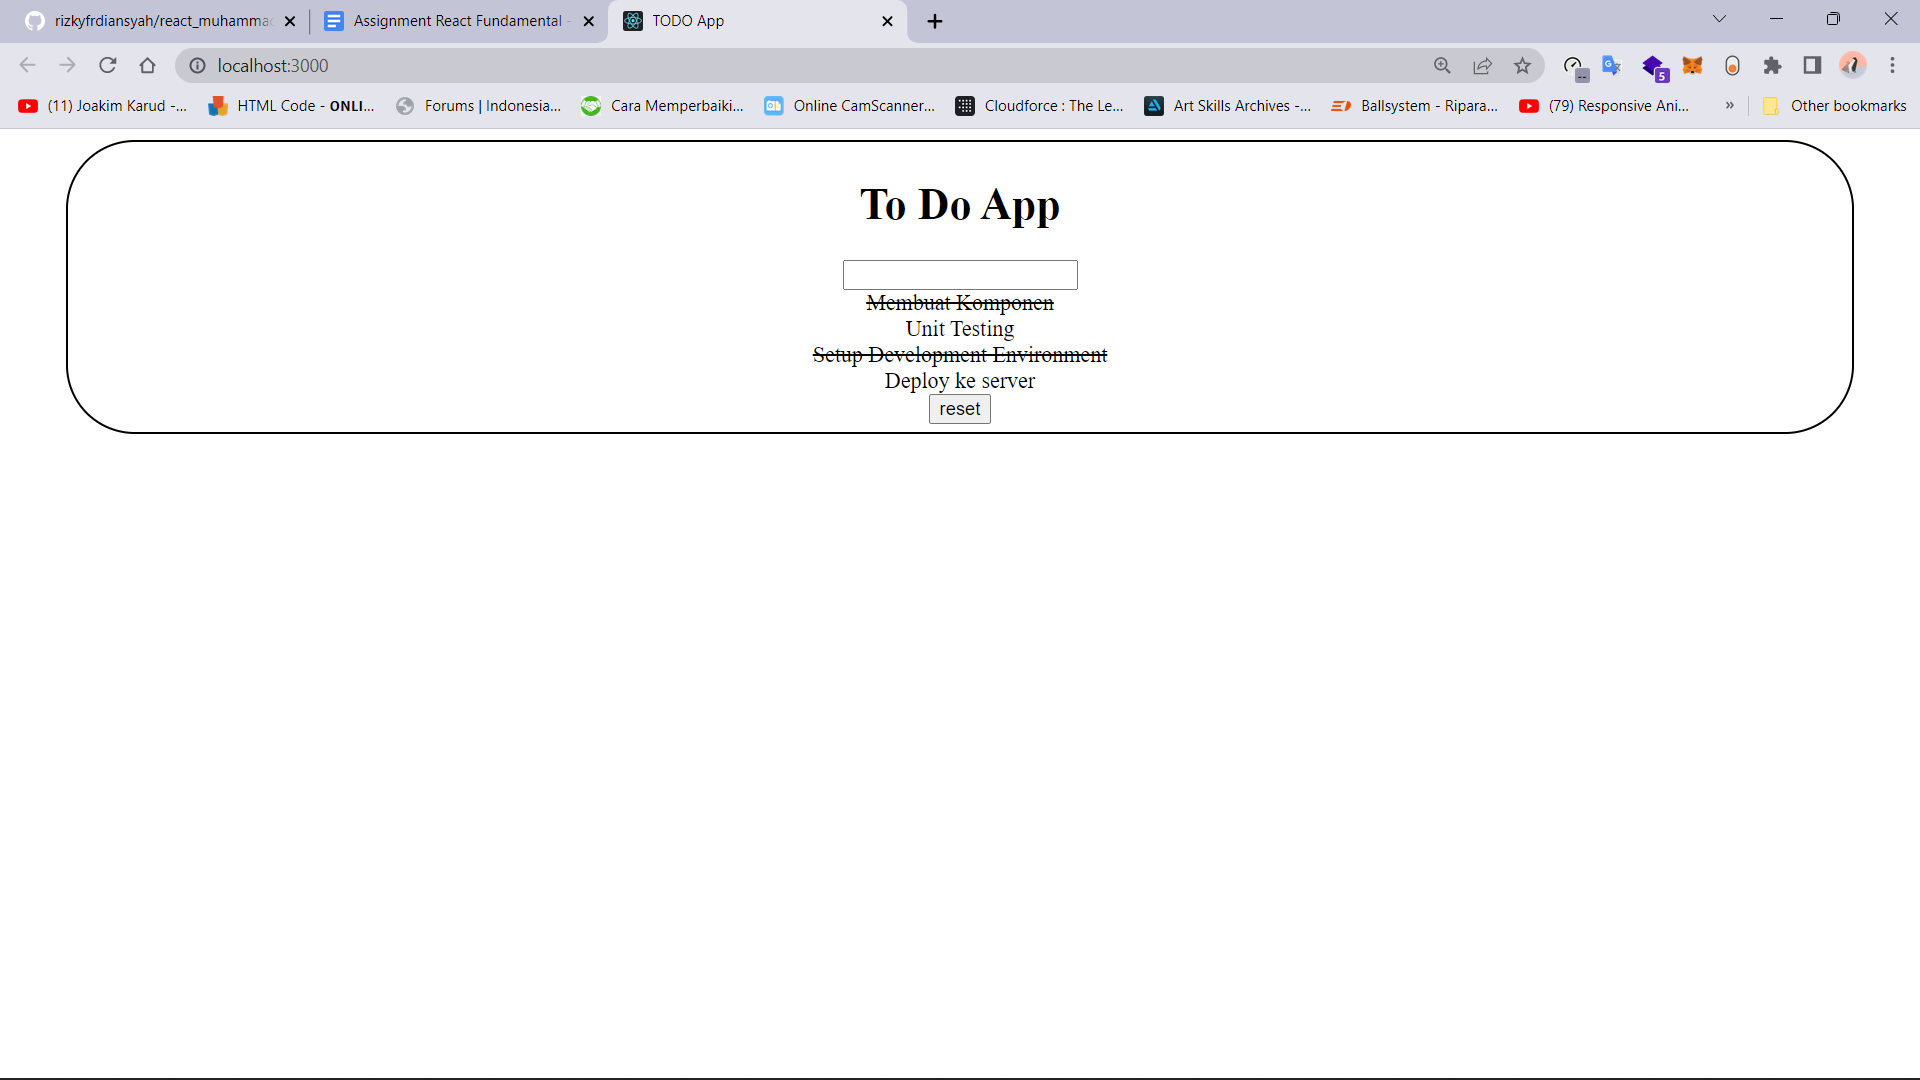 rizkyfrdiansyah/react_muhamma
Assignment React Fundamental -
TODO App
localhost:3000
5
(11) Joakim Karud -...
HTML Code - ONLI...
Forums | Indonesia...
Cara Memperbaiki...
Online CamScanner...
Cloudforce : The Le...
Art Skills Archives -...
Ballsystem - Ripara...
(79) Responsive Ani...
»
Other bookmarks
To Do App
Membuat Komponen
Unit Testing
Setup Development Environment
Deploy ke server
reset